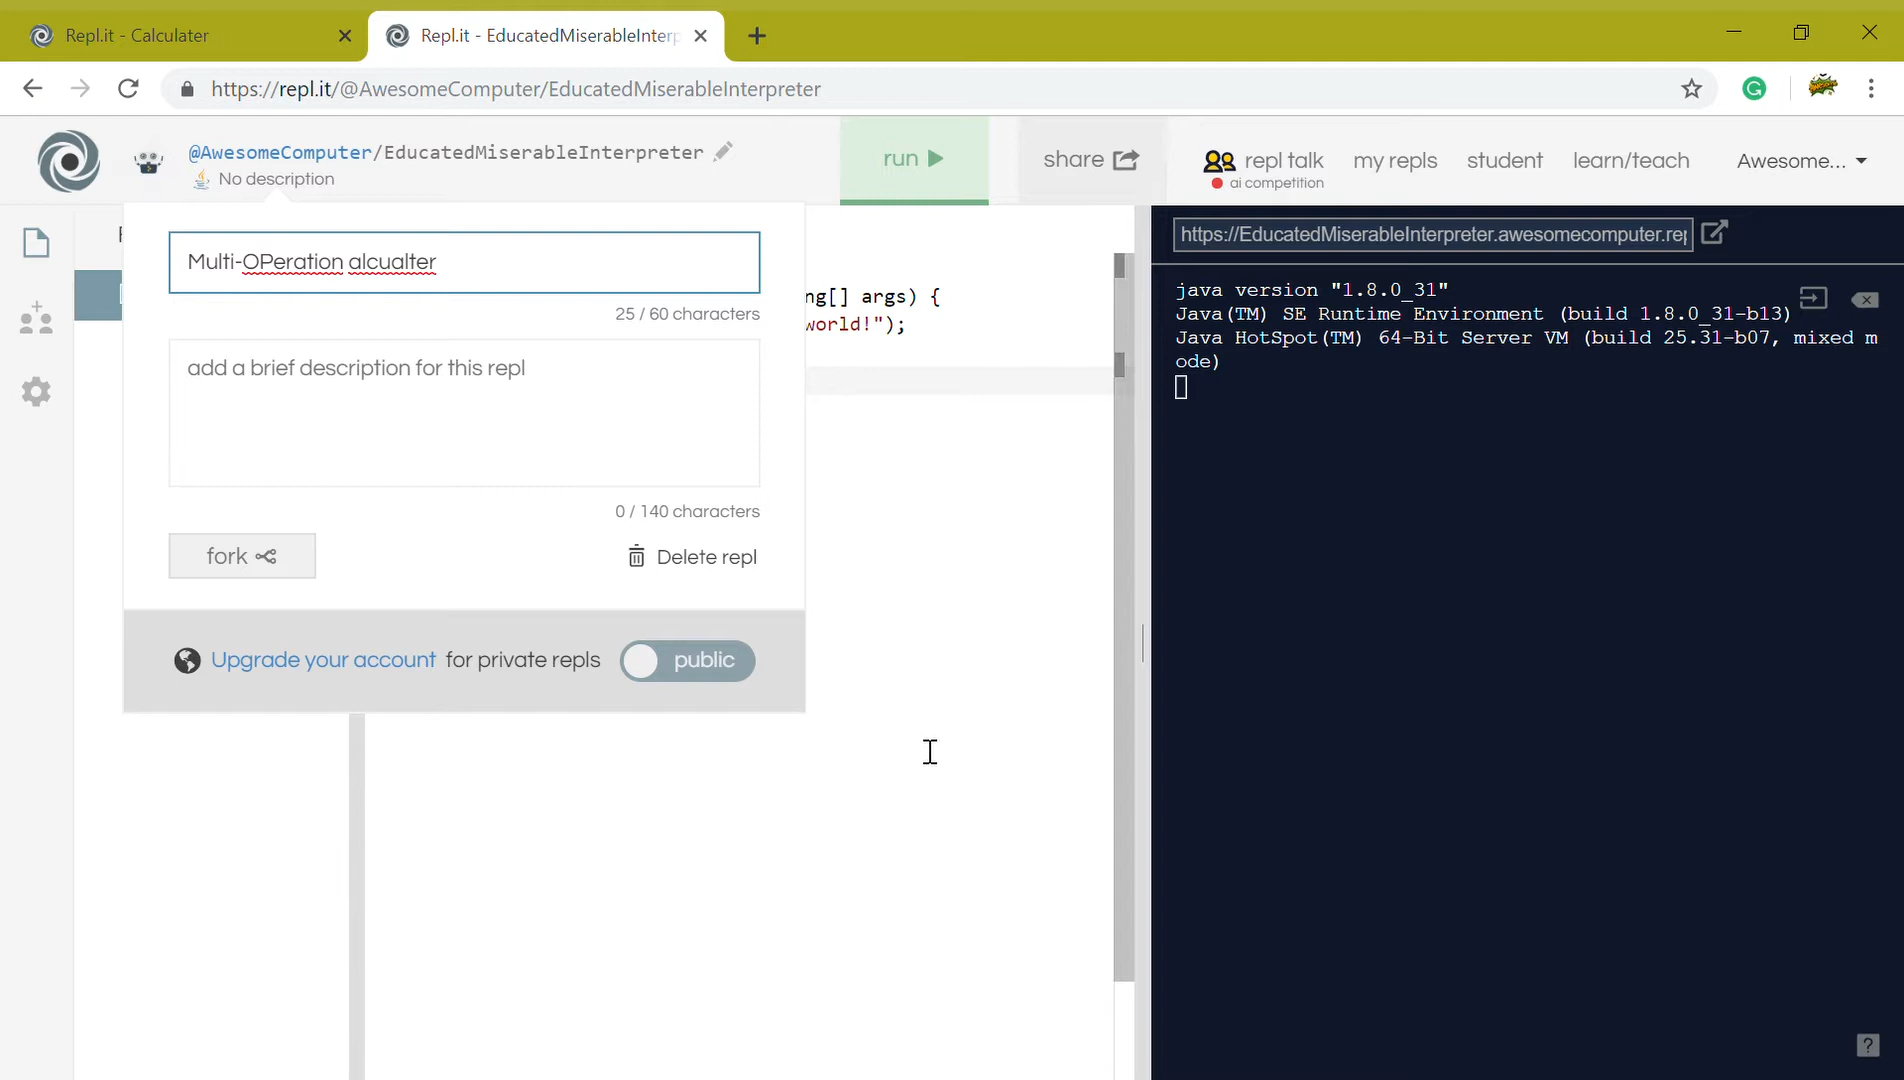 Repl.it - Calculater
Repl.it - EducatedMiserableInterp
https://repl.it/@AwesomeComputer/EducatedMiserableInterpreter
@AwesomeComputer/EducatedMiserableInterpreter
No description
run
share
repl talk
ai competition
my repls
student
learn/teach
Awesome...
Multi-OPeration alcualter
25 / 60 characters
add a brief description for this repl
0 / 140 characters
fork
Delete repl
Upgrade your account for private repls
public
ng[] args) {
world!");
https://EducatedMiserableInterpreter.awesomecomputer.rep
java version "1.8.0_31"
Java(TM) SE Runtime Environment (build 1.8.0_31-b13)
Java HotSpot(TM) 64-Bit Server VM (build 25.31-b07, mixed m
ode)
?